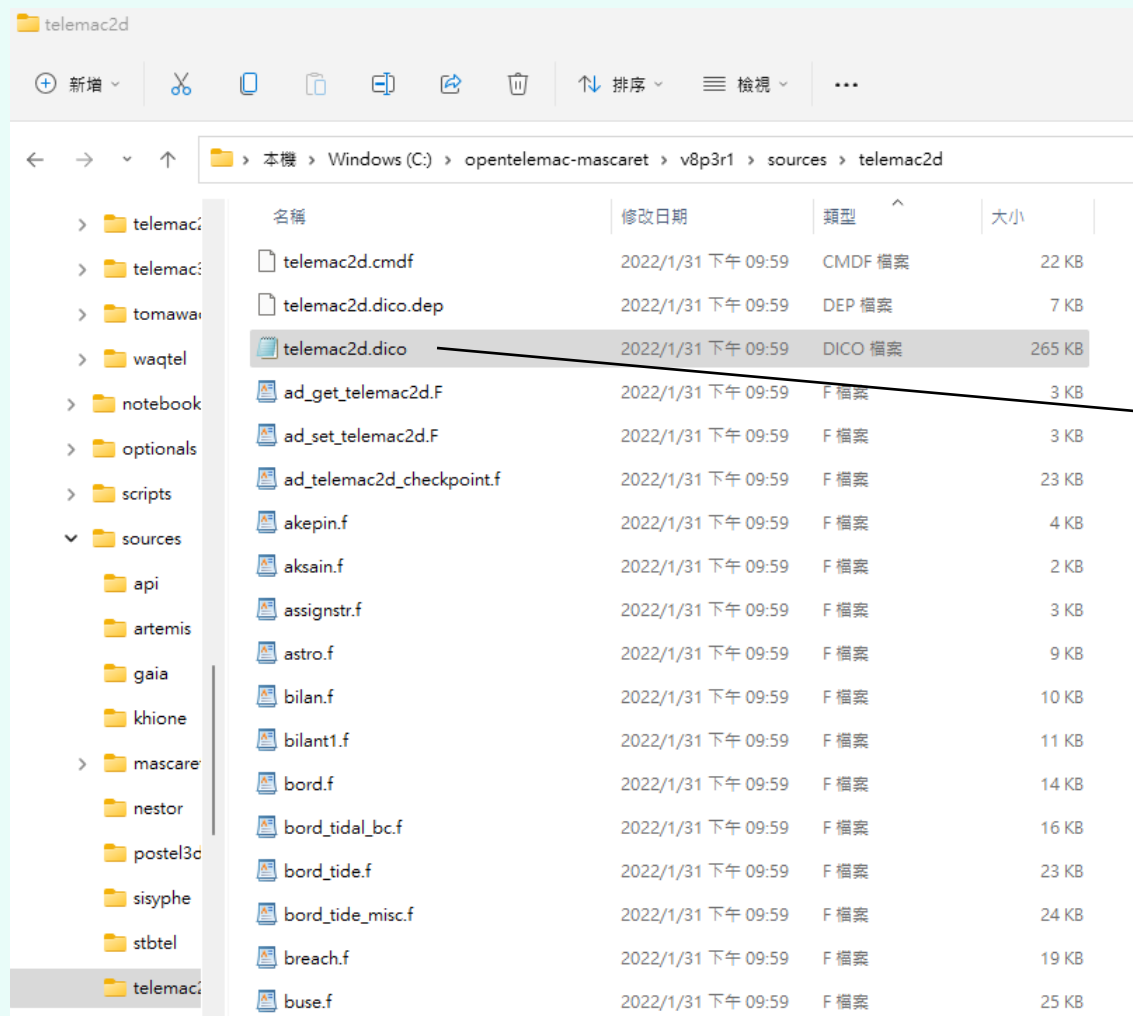 telemac2d
新增 排序 檢視
本機 > Windows (C:) > opentelemac-mascaret > v8p3r1 > sources > telemac2d
名稱 修改日期 類型 大小
telemac2d.cmdf 2022/1/31 下午 09:59 CMDF 檔案 22 KB
telemac2d.dico.dep 2022/1/31 下午 09:59 DEP 檔案 7 KB
telemac2d.dico 2022/1/31 下午 09:59 DICO 檔案 265 KB
ad_get_telemac2d.F 2022/1/31 下午 09:59 F 檔案 3 KB
ad_set_telemac2d.F 2022/1/31 下午 09:59 F 檔案 3 KB
ad_telemac2d_checkpoint.f 2022/1/31 下午 09:59 F 檔案 23 KB
akepin.f 2022/1/31 下午 09:59 F 檔案 4 KB
aksain.f 2022/1/31 下午 09:59 F 檔案 2 KB
assignstr.f 2022/1/31 下午 09:59 F 檔案 3 KB
astro.f 2022/1/31 下午 09:59 F 檔案 9 KB
bilan.f 2022/1/31 下午 09:59 F 檔案 10 KB
bilant1.f 2022/1/31 下午 09:59 F 檔案 11 KB
bord.f 2022/1/31 下午 09:59 F 檔案 14 KB
bord_tidal_bc.f 2022/1/31 下午 09:59 F 檔案 16 KB
bord_tide.f 2022/1/31 下午 09:59 F 檔案 23 KB
bord_tide_misc.f 2022/1/31 下午 09:59 F 檔案 24 KB
breach.f 2022/1/31 下午 09:59 F 檔案 19 KB
buse.f 2022/1/31 下午 09:59 F 檔案 25 KB
telemac2
telemac3
tomawa
waqtel
notebook
optionals
scripts
sources
api
artemis
gaia
khione
mascare
nestor
postel3d
sisyphe
stbtel
telemac2